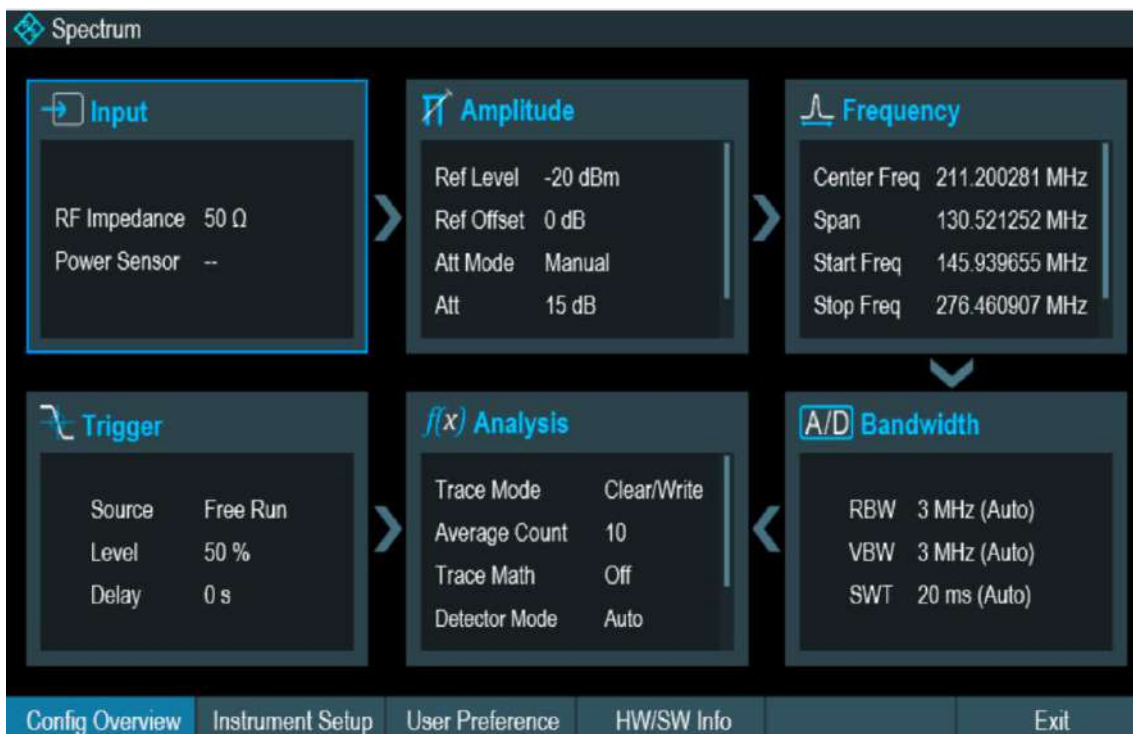 Spectrum
Input
RF Impedance 50 Ω
Power Sensor --
Amplitude
Ref Level -20 dBm
Ref Offset 0 dB
Att Mode Manual
Att 15 dB
Frequency
Center Freq 211.200281 MHz
Span 130.521252 MHz
Start Freq 145.939655 MHz
Stop Freq 276.460907 MHz
Trigger
Source Free Run
Level 50 %
Delay 0 s
f(x) Analysis
Trace Mode Clear/Write
Average Count 10
Trace Math Off
Detector Mode Auto
A/D Bandwidth
RBW 3 MHz (Auto)
VBW 3 MHz (Auto)
SWT 20 ms (Auto)
Config Overview Instrument Setup User Preference HW/SW Info Exit